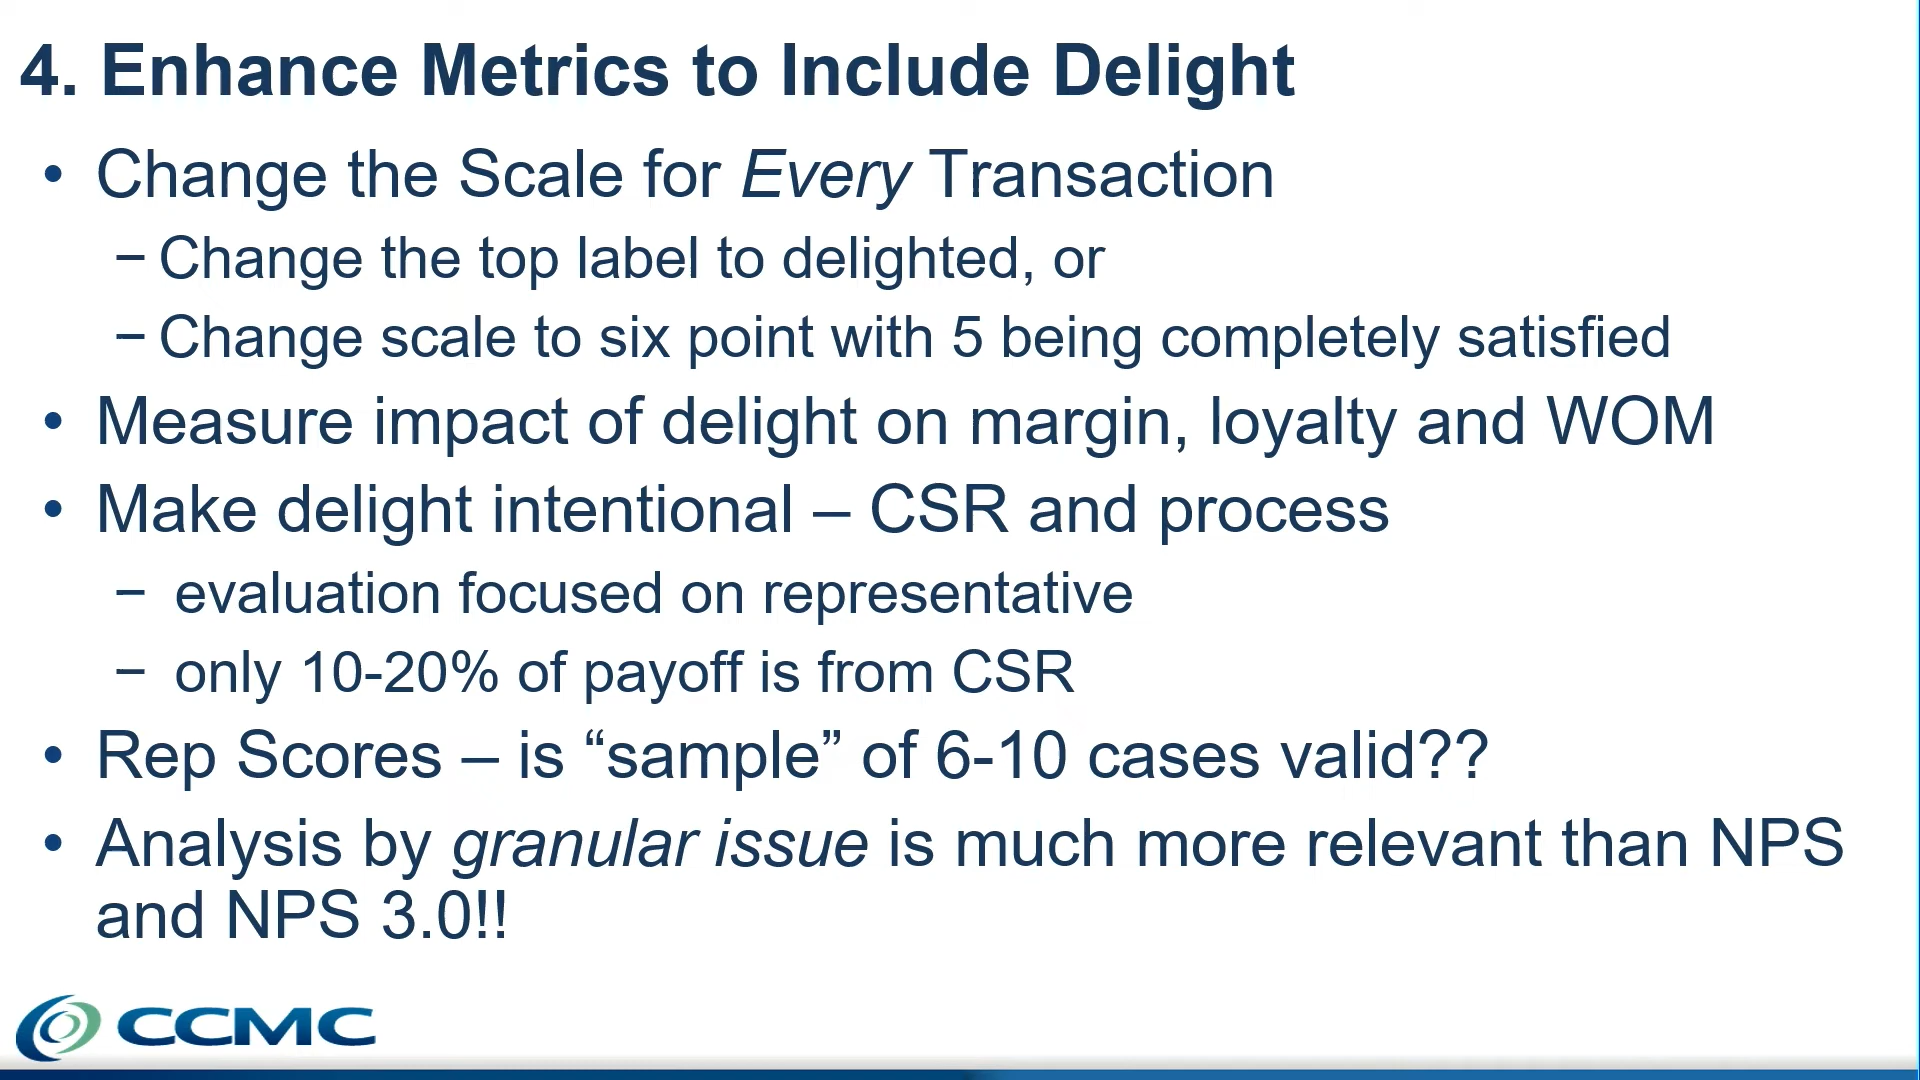 4. Enhance Metrics to Include Delight
• Change the Scale for Every Transaction
– Change the top label to delighted, or
– Change scale to six point with 5 being completely satisfied
• Measure impact of delight on margin, loyalty and WOM
• Make delight intentional – CSR and process
– evaluation focused on representative
– only 10-20% of payoff is from CSR
• Rep Scores – is “sample” of 6-10 cases valid??
• Analysis by granular issue is much more relevant than NPS
and NPS 3.0!!
CCMC